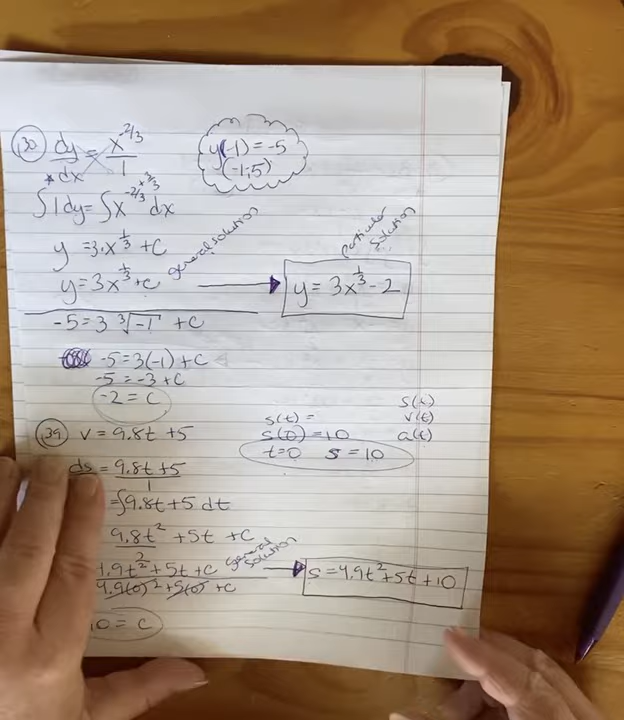 (30) dy/dx = x^(-2/3)/1
y(-1) = -5
(-1,-5)
∫1dy = ∫x^(-2/3 + 3/3) dx
y = 3·x^(1/3) + C
y = 3x^(1/3) + C general solution → y = 3x^(1/3) - 2 particular solution
-5 = 3 ∛-1 + C
-5 = 3(-1) + C
-5 = -3 + C
-2 = C
(39) v = 9.8t + 5
s(t) =
s(0) = 10
t=0 s = 10
s(t)
v(t)
a(t)
ds = 9.8t + 5
1
= ∫9.8t + 5 dt
9.8t²/2 + 5t + C
4.9t² + 5t + C general solution → s = 4.9t² + 5t + 10
4.9(0)² + 5(0) + C
10 = C